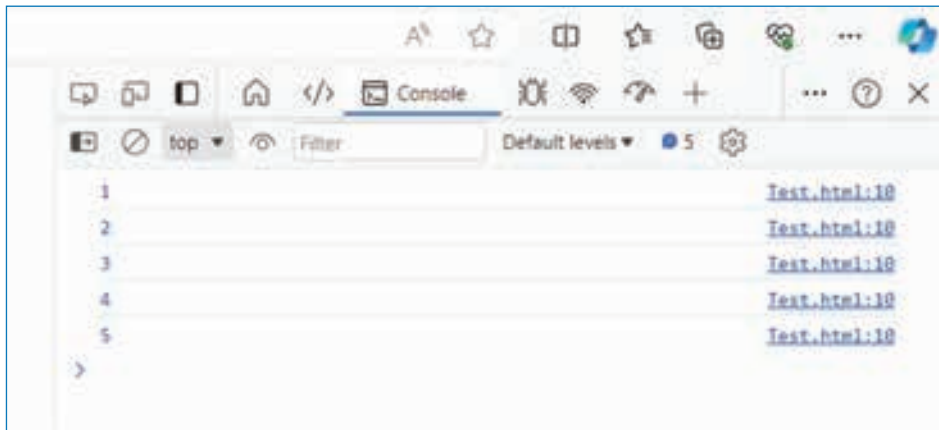 A
Console
top Filter Default levels 5
1 Test.html:10
2 Test.html:10
3 Test.html:10
4 Test.html:10
5 Test.html:10